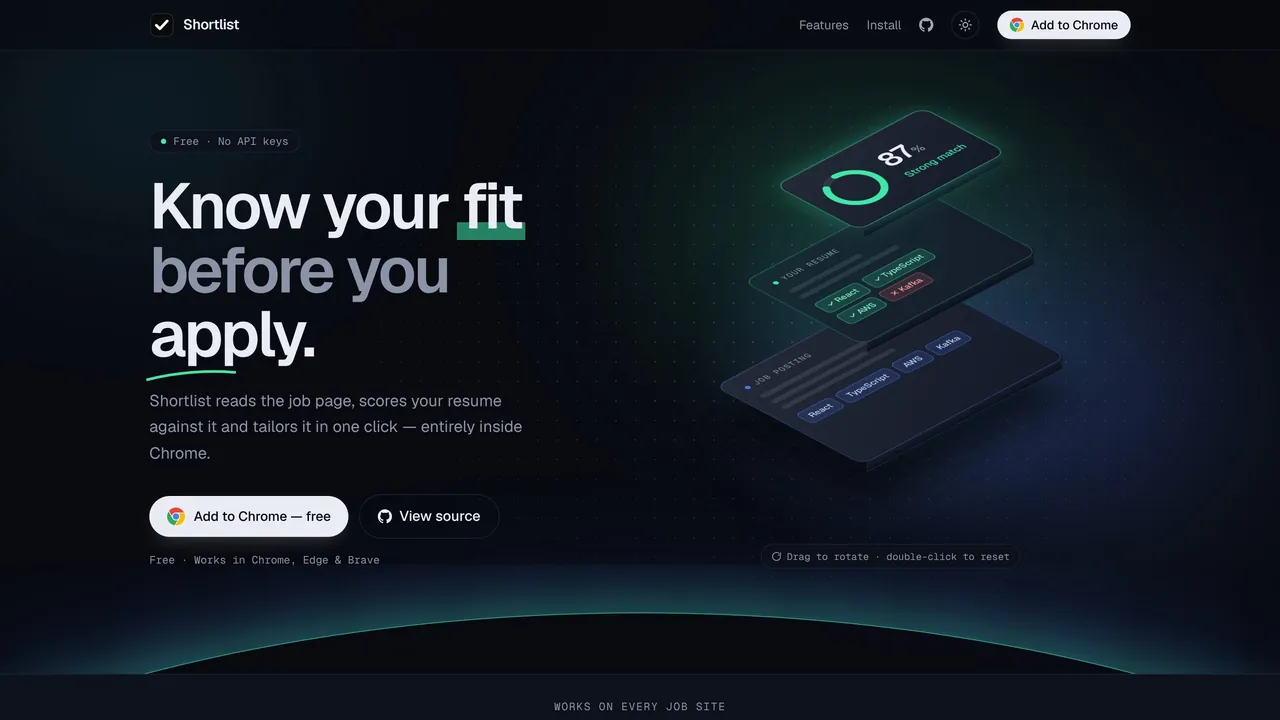 Shortlist
Features
Install
Add to Chrome
Free · No API keys
Know your fit
before you
apply.
Shortlist reads the job page, scores your resume
against it and tailors it in one click — entirely inside
Chrome.
Add to Chrome — free
View source
Free · Works in Chrome, Edge & Brave
87%
Strong match
YOUR RESUME
✓ React
✓ TypeScript
✓ AWS
✕ Kafka
JOB POSTING
React
TypeScript
AWS
Kafka
Drag to rotate · double-click to reset
WORKS ON EVERY JOB SITE